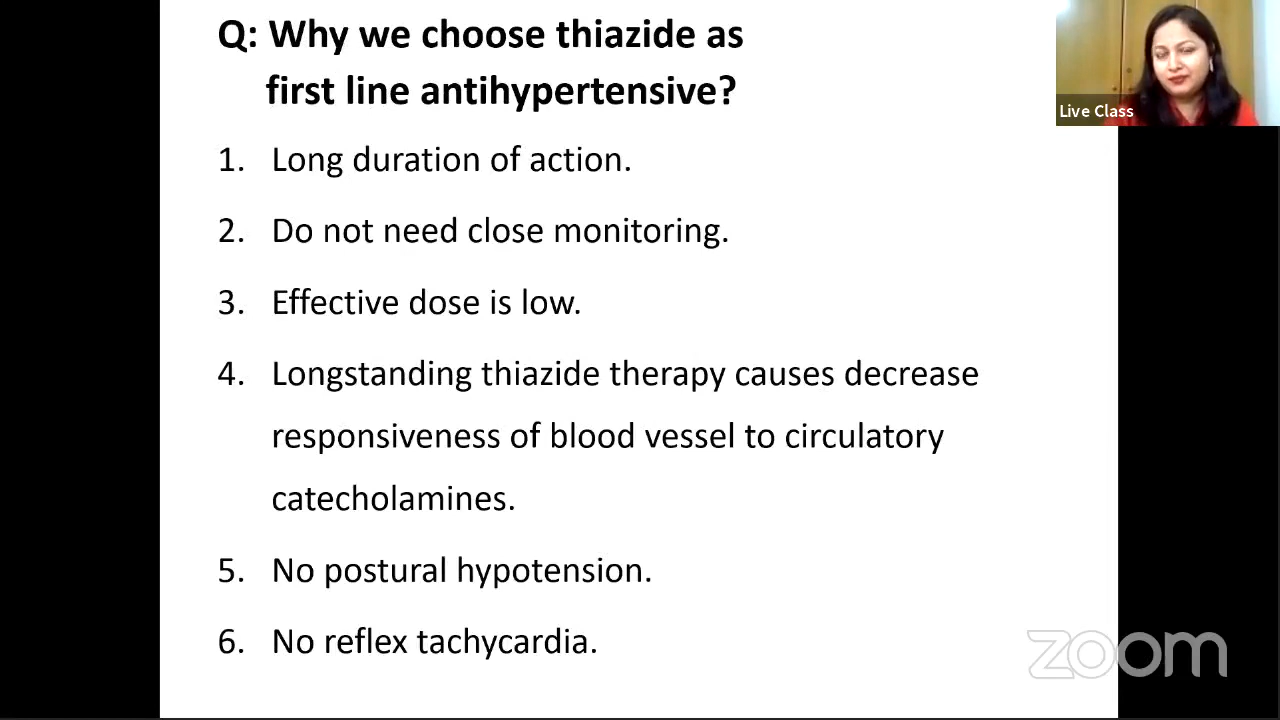 Q: Why we choose thiazide as
first line antihypertensive?
1. Long duration of action.
2. Do not need close monitoring.
3. Effective dose is low.
4. Longstanding thiazide therapy causes decrease
responsiveness of blood vessel to circulatory
catecholamines.
5. No postural hypotension.
6. No reflex tachycardia.
Live Class
zoom